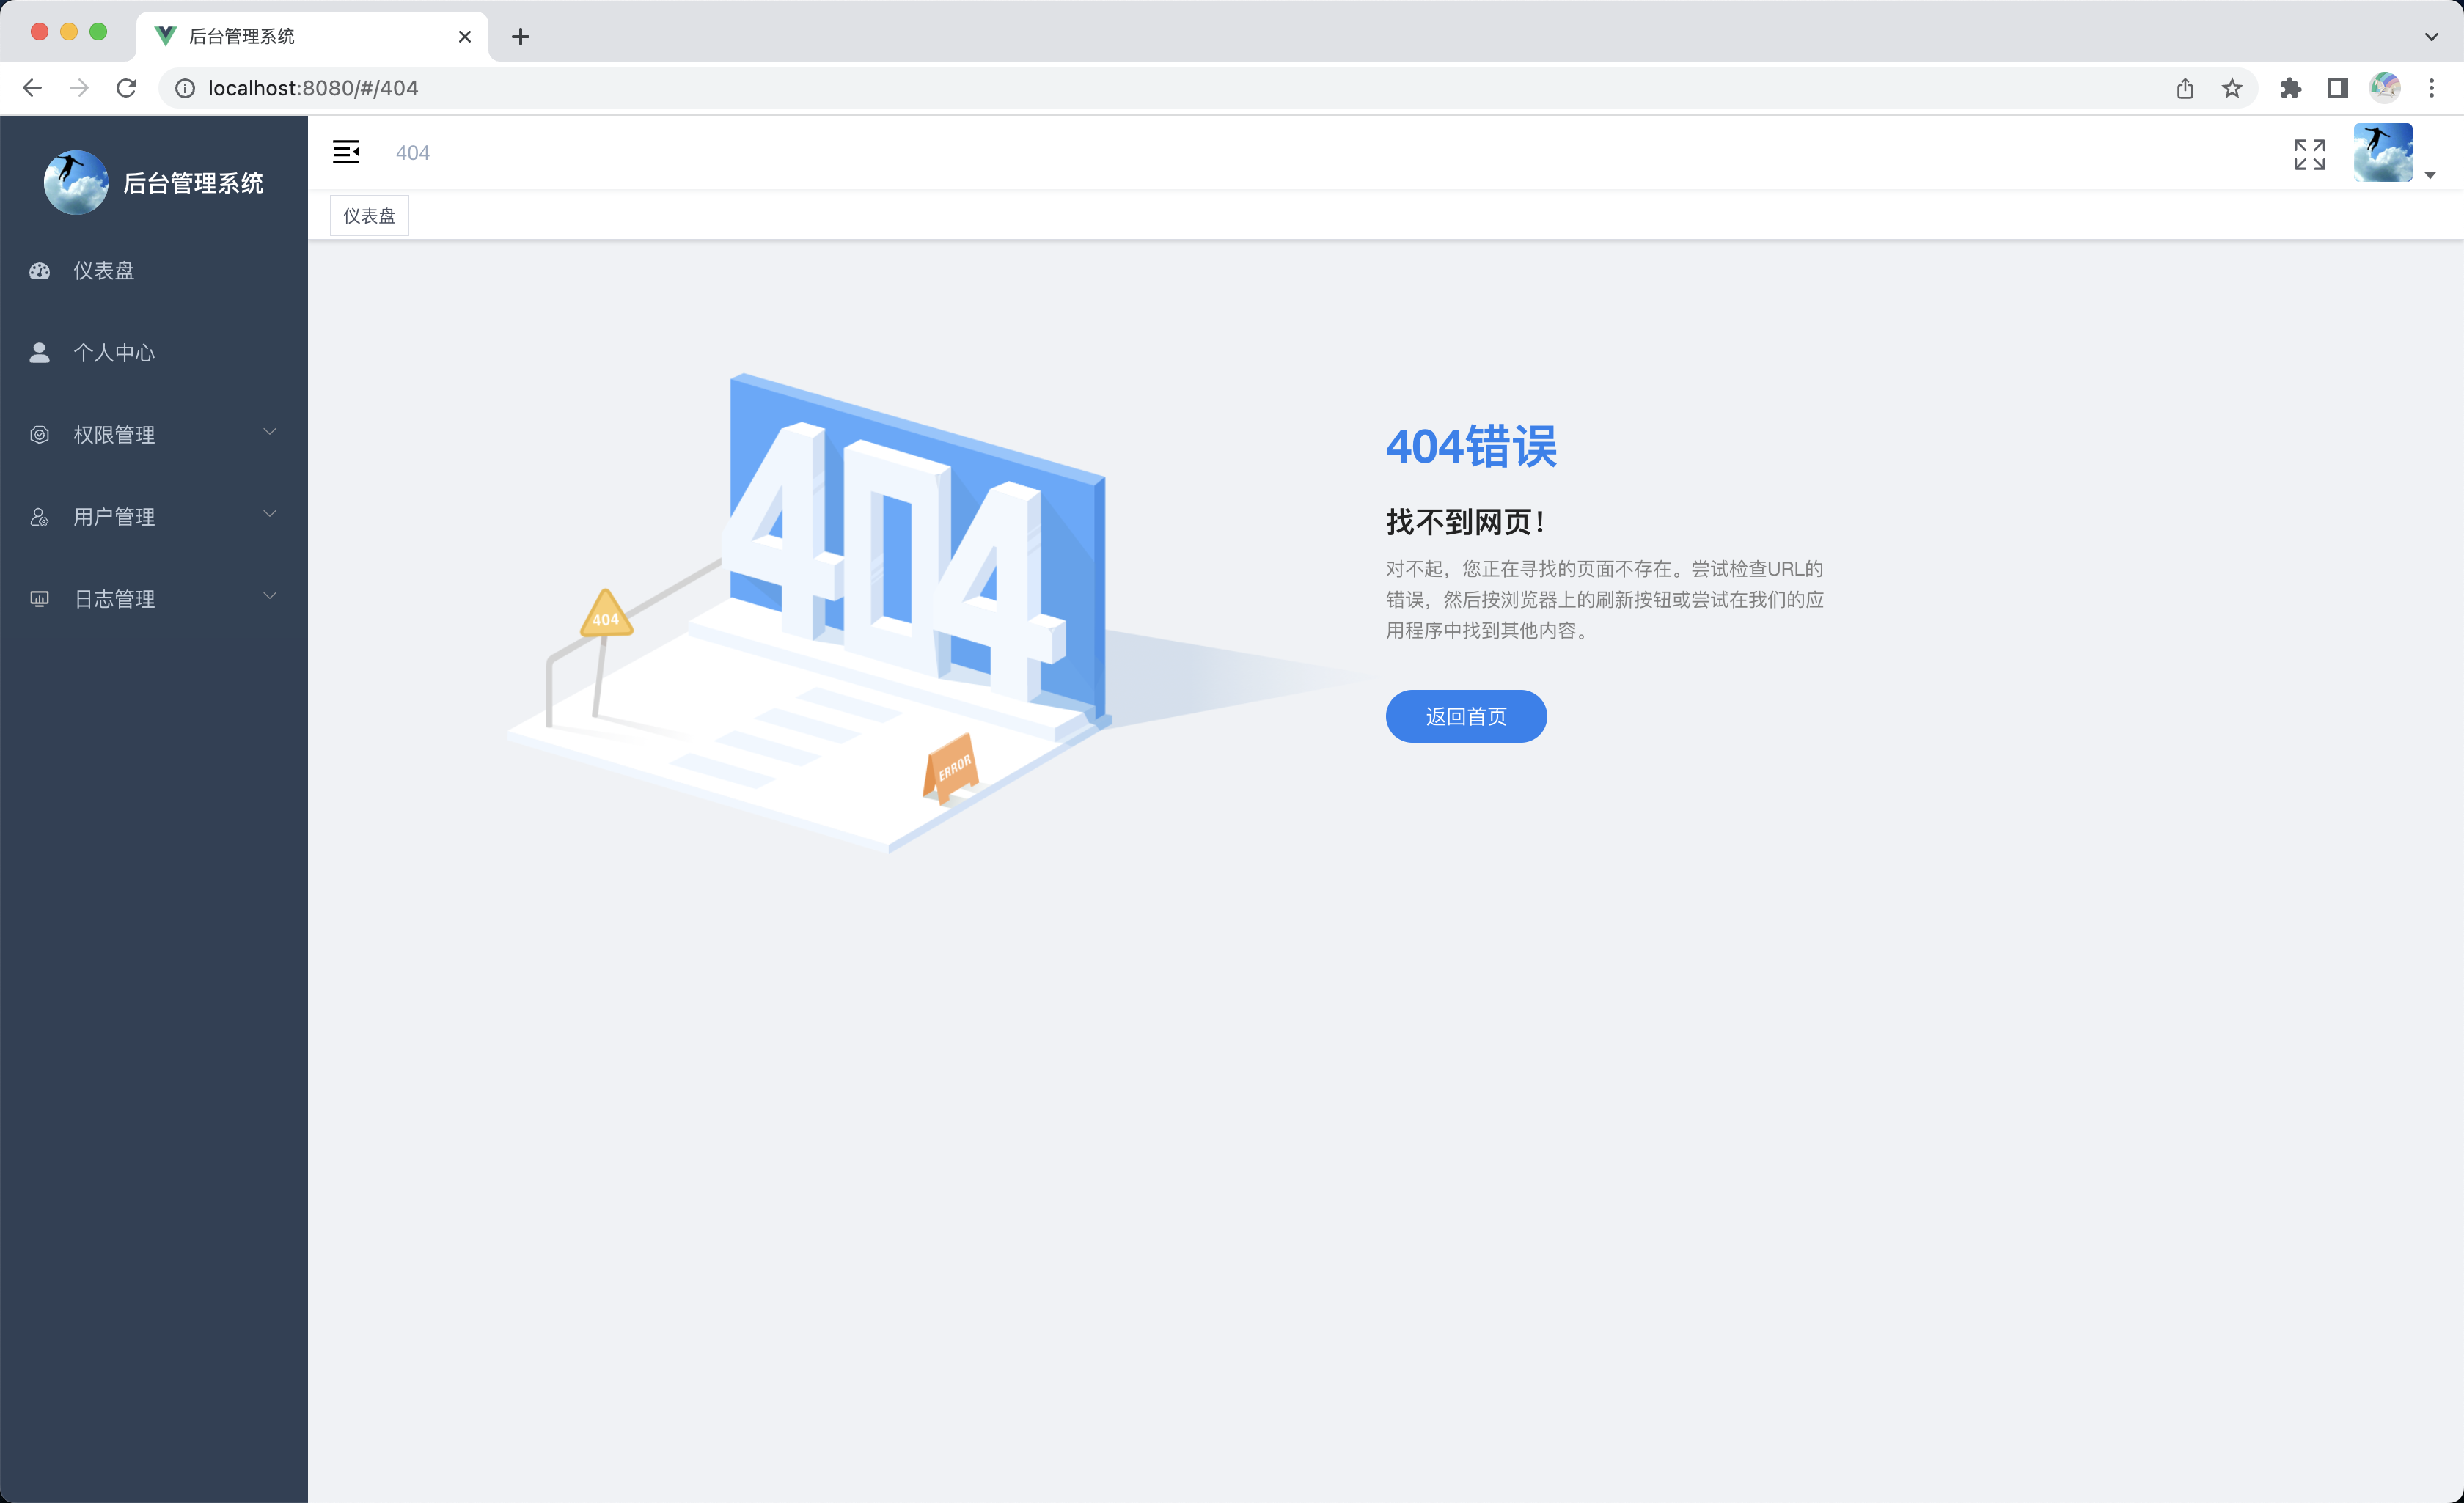 后台管理系统
localhost:8080/#/404
后台管理系统
404
仪表盘
仪表盘
个人中心
权限管理
用户管理
日志管理
404
404
ERROR
404错误
找不到网页！
对不起，您正在寻找的页面不存在。尝试检查URL的
错误，然后按浏览器上的刷新按钮或尝试在我们的应
用程序中找到其他内容。
返回首页